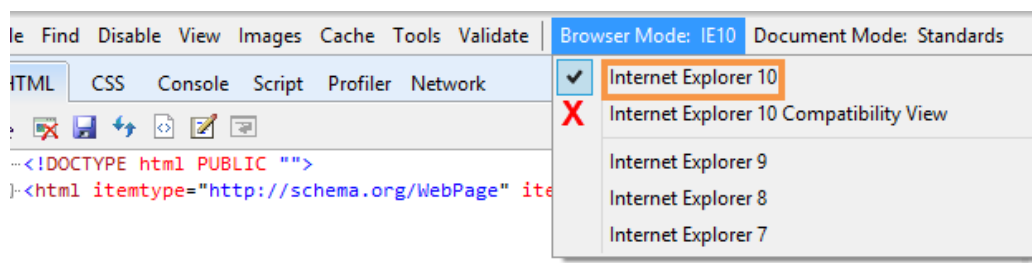 le Find Disable View Images Cache Tools Validate Browser Mode: IE10 Document Mode: Standards
HTML CSS Console Script Profiler Network
Internet Explorer 10
X Internet Explorer 10 Compatibility View
<!DOCTYPE html PUBLIC "">
<html itemtype="http://schema.org/WebPage" ite
Internet Explorer 9
Internet Explorer 8
Internet Explorer 7